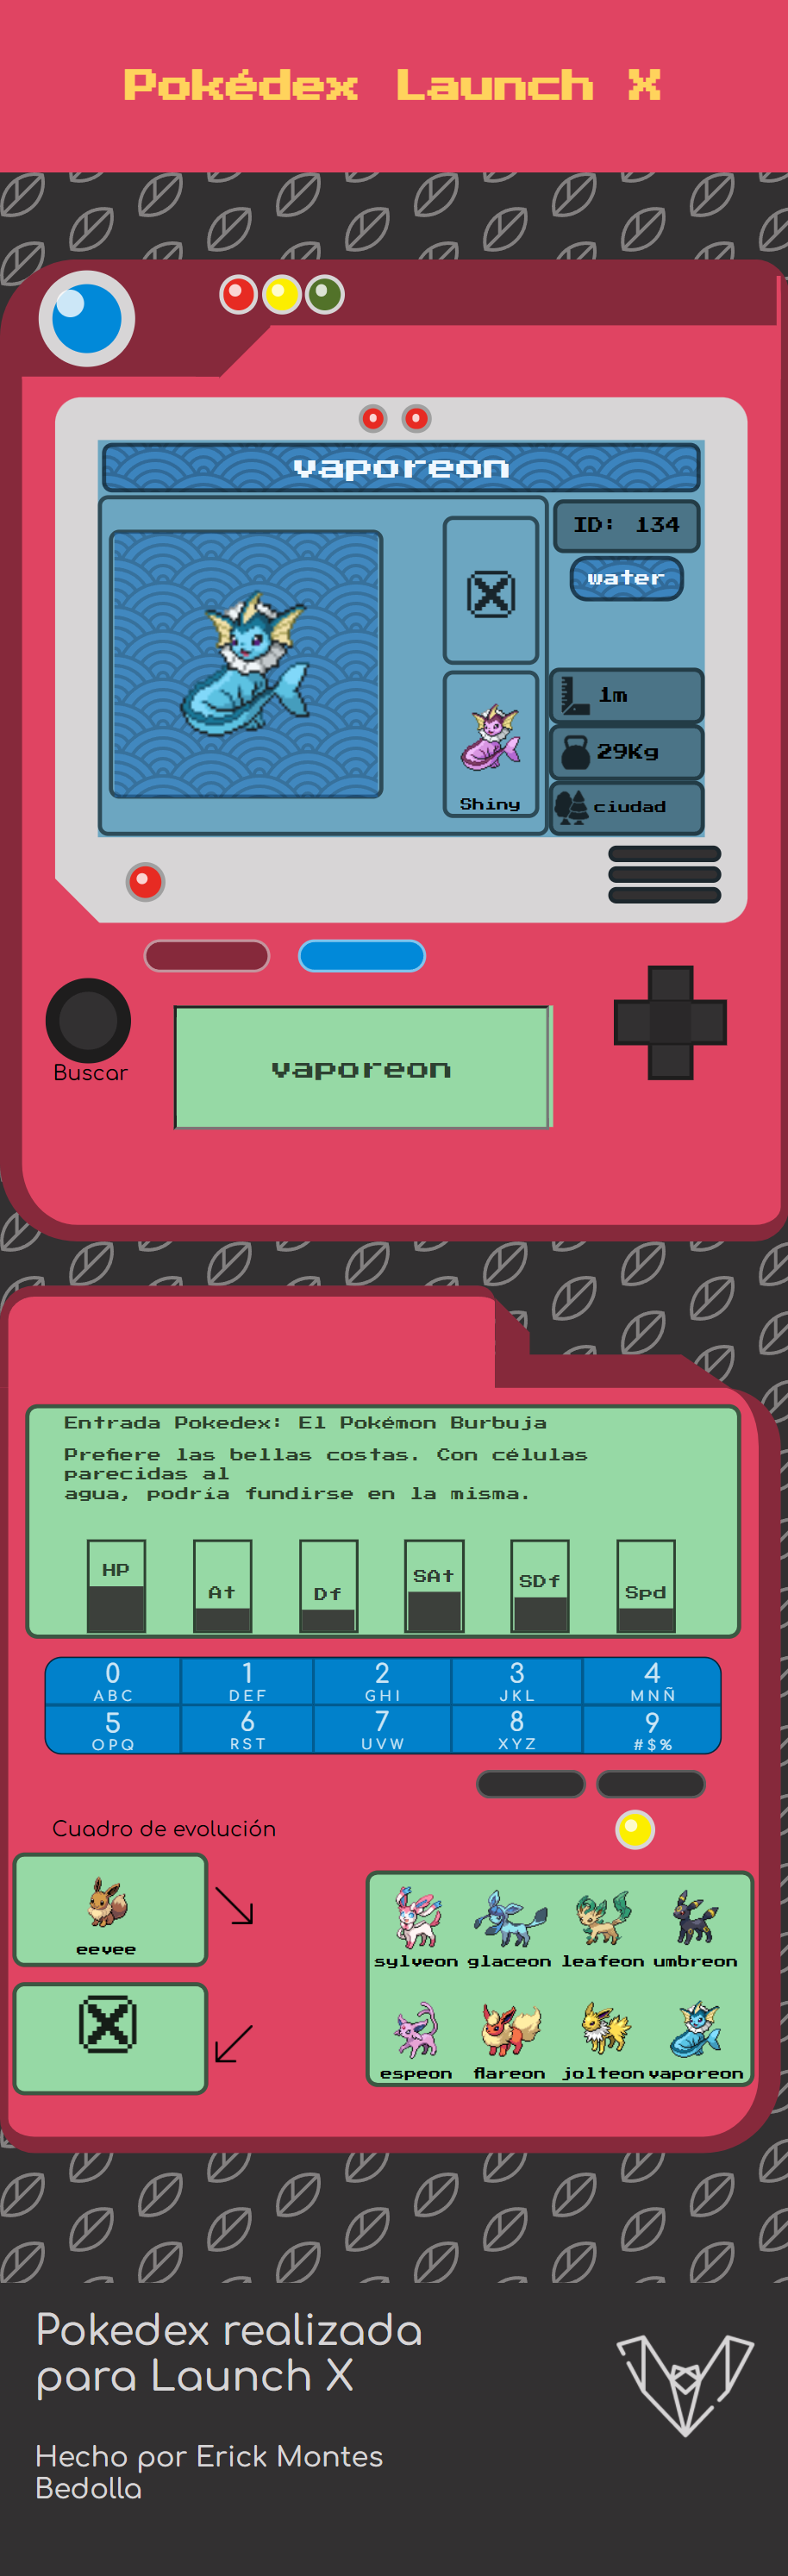 Pokédex Launch X
vaporeon
ID: 134
water
1m
29Kg
ciudad
Shiny
Buscar
vaporeon
Entrada Pokedex: El Pokémon Burbuja
Prefiere las bellas costas. Con células
parecidas al
agua, podría fundirse en la misma.
HP At Df SAt SDf Spd
0 1 2 3 4
ABC DEF GHI JKL MNÑ
5 6 7 8 9
OPQ RST UVW XYZ #$%
Cuadro de evolución
eevee
sylveon glaceon leafeon umbreon
espeon flareon jolteon vaporeon
Pokedex realizada
para Launch X
Hecho por Erick Montes
Bedolla